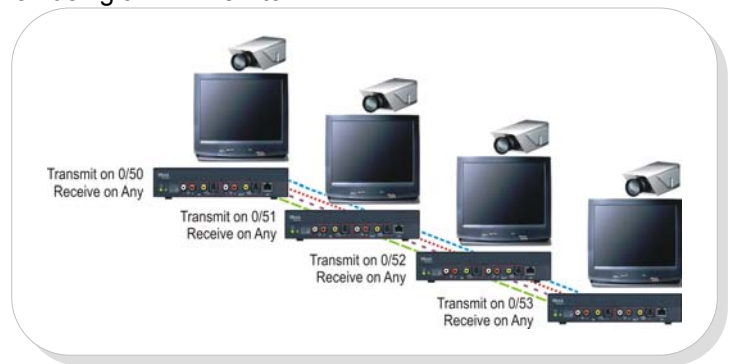 Transmit on 0/50
Receive on Any
Transmit on 0/51
Receive on Any
Transmit on 0/52
Receive on Any
Transmit on 0/53
Receive on Any